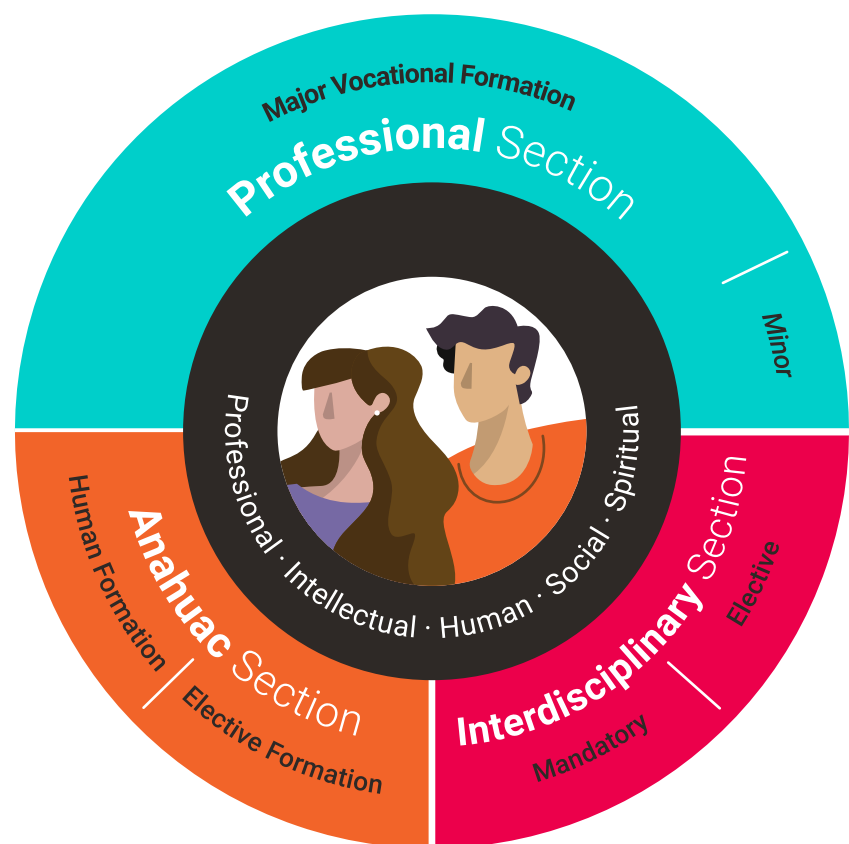 Major Vocational Formation
Professional Section
Minor
Professional · Intellectual · Human · Social · Spiritual
Anahuac Section
Human Formation
Elective Formation
Interdisciplinary Section
Mandatory
Elective